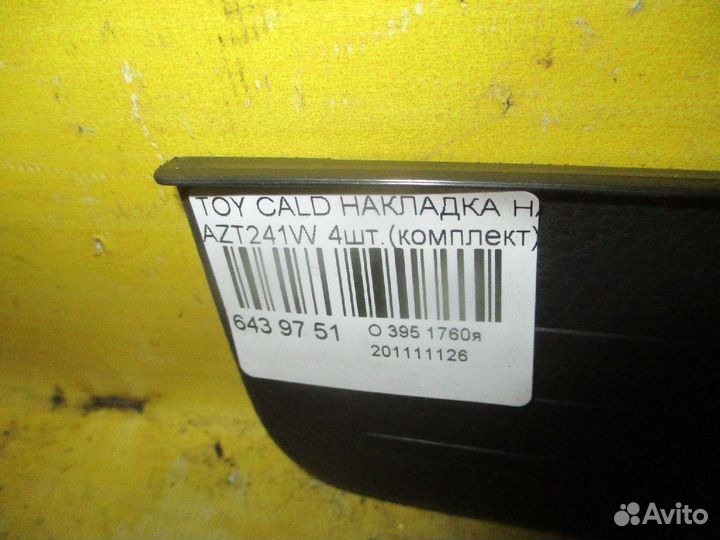 TOY CALD НАКЛАДКА НА
AZT241W 4шт.(комплект)
643 97 51
О 395 1760я
201111126
Avito